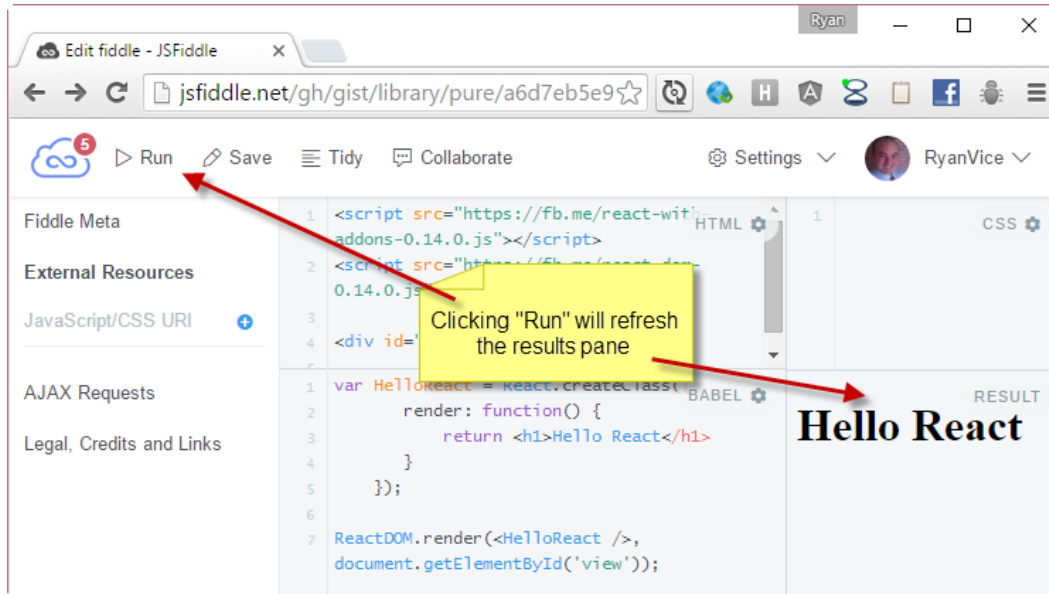 Ryan
Edit fiddle - JSFiddle
jsfiddle.net/gh/gist/library/pure/a6d7eb5e9
5
Run
Save
Tidy
Collaborate
Settings
RyanVice
Fiddle Meta
External Resources
JavaScript/CSS URI
AJAX Requests
Legal, Credits and Links
HTML
1 <script src="https://fb.me/react-with-
addons-0.14.0.js"></script>
2 <script src="https://fb.me/react-dom-
0.14.0.js
3
4 <div id="
Clicking "Run" will refresh
the results pane
1
CSS
BABEL
1 var HelloReact = React.createClass(
2 render: function() {
3 return <h1>Hello React</h1>
4 }
5 });
6
7 ReactDOM.render(<HelloReact />,
document.getElementById('view'));
RESULT
Hello React